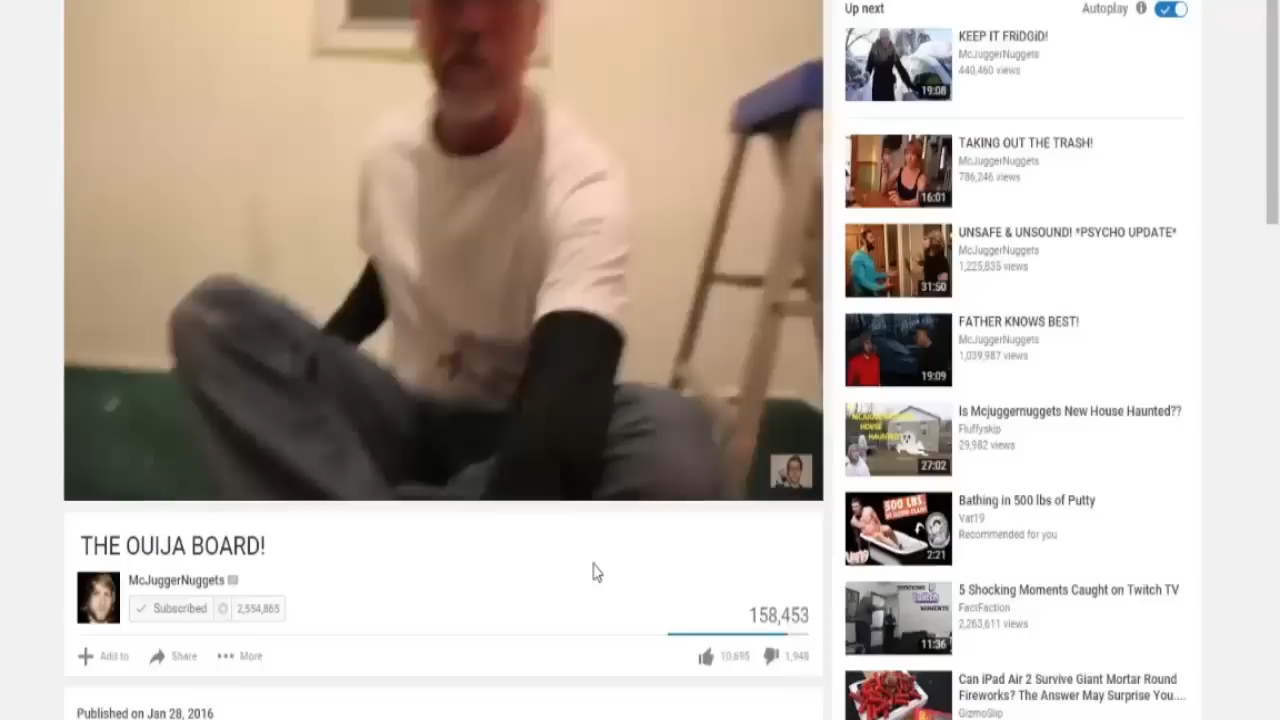 Up next
Autoplay
KEEP IT FRiDGiD!
McJuggerNuggets
440,460 views
19:08
TAKING OUT THE TRASH!
McJuggerNuggets
786,246 views
16:01
UNSAFE & UNSOUND! *PSYCHO UPDATE*
McJuggerNuggets
1,225,835 views
31:50
FATHER KNOWS BEST!
McJuggerNuggets
1,039,987 views
19:09
Is Mcjuggernuggets New House Haunted??
Fluffyskip
29,982 views
HOUSE
27:02
Bathing in 500 lbs of Putty
Vat19
Recommended for you
500 LBS.
2:21
5 Shocking Moments Caught on Twitch TV
FactFaction
2,263,611 views
MOMENTS
11:36
Can iPad Air 2 Survive Giant Mortar Round
Fireworks? The Answer May Surprise You....
GizmoSlip
THE OUIJA BOARD!
McJuggerNuggets
Subscribed 2,554,865
158,453
Add to Share More
10,695 1,948
Published on Jan 28, 2016